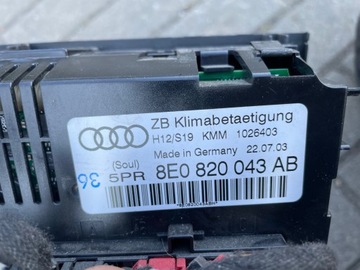 ZB Klimabetaetigung
H12/S19 KMM 1026403
Made in Germany 22.07.03
(Soul)
5PR 8E0 820 043 AB
36